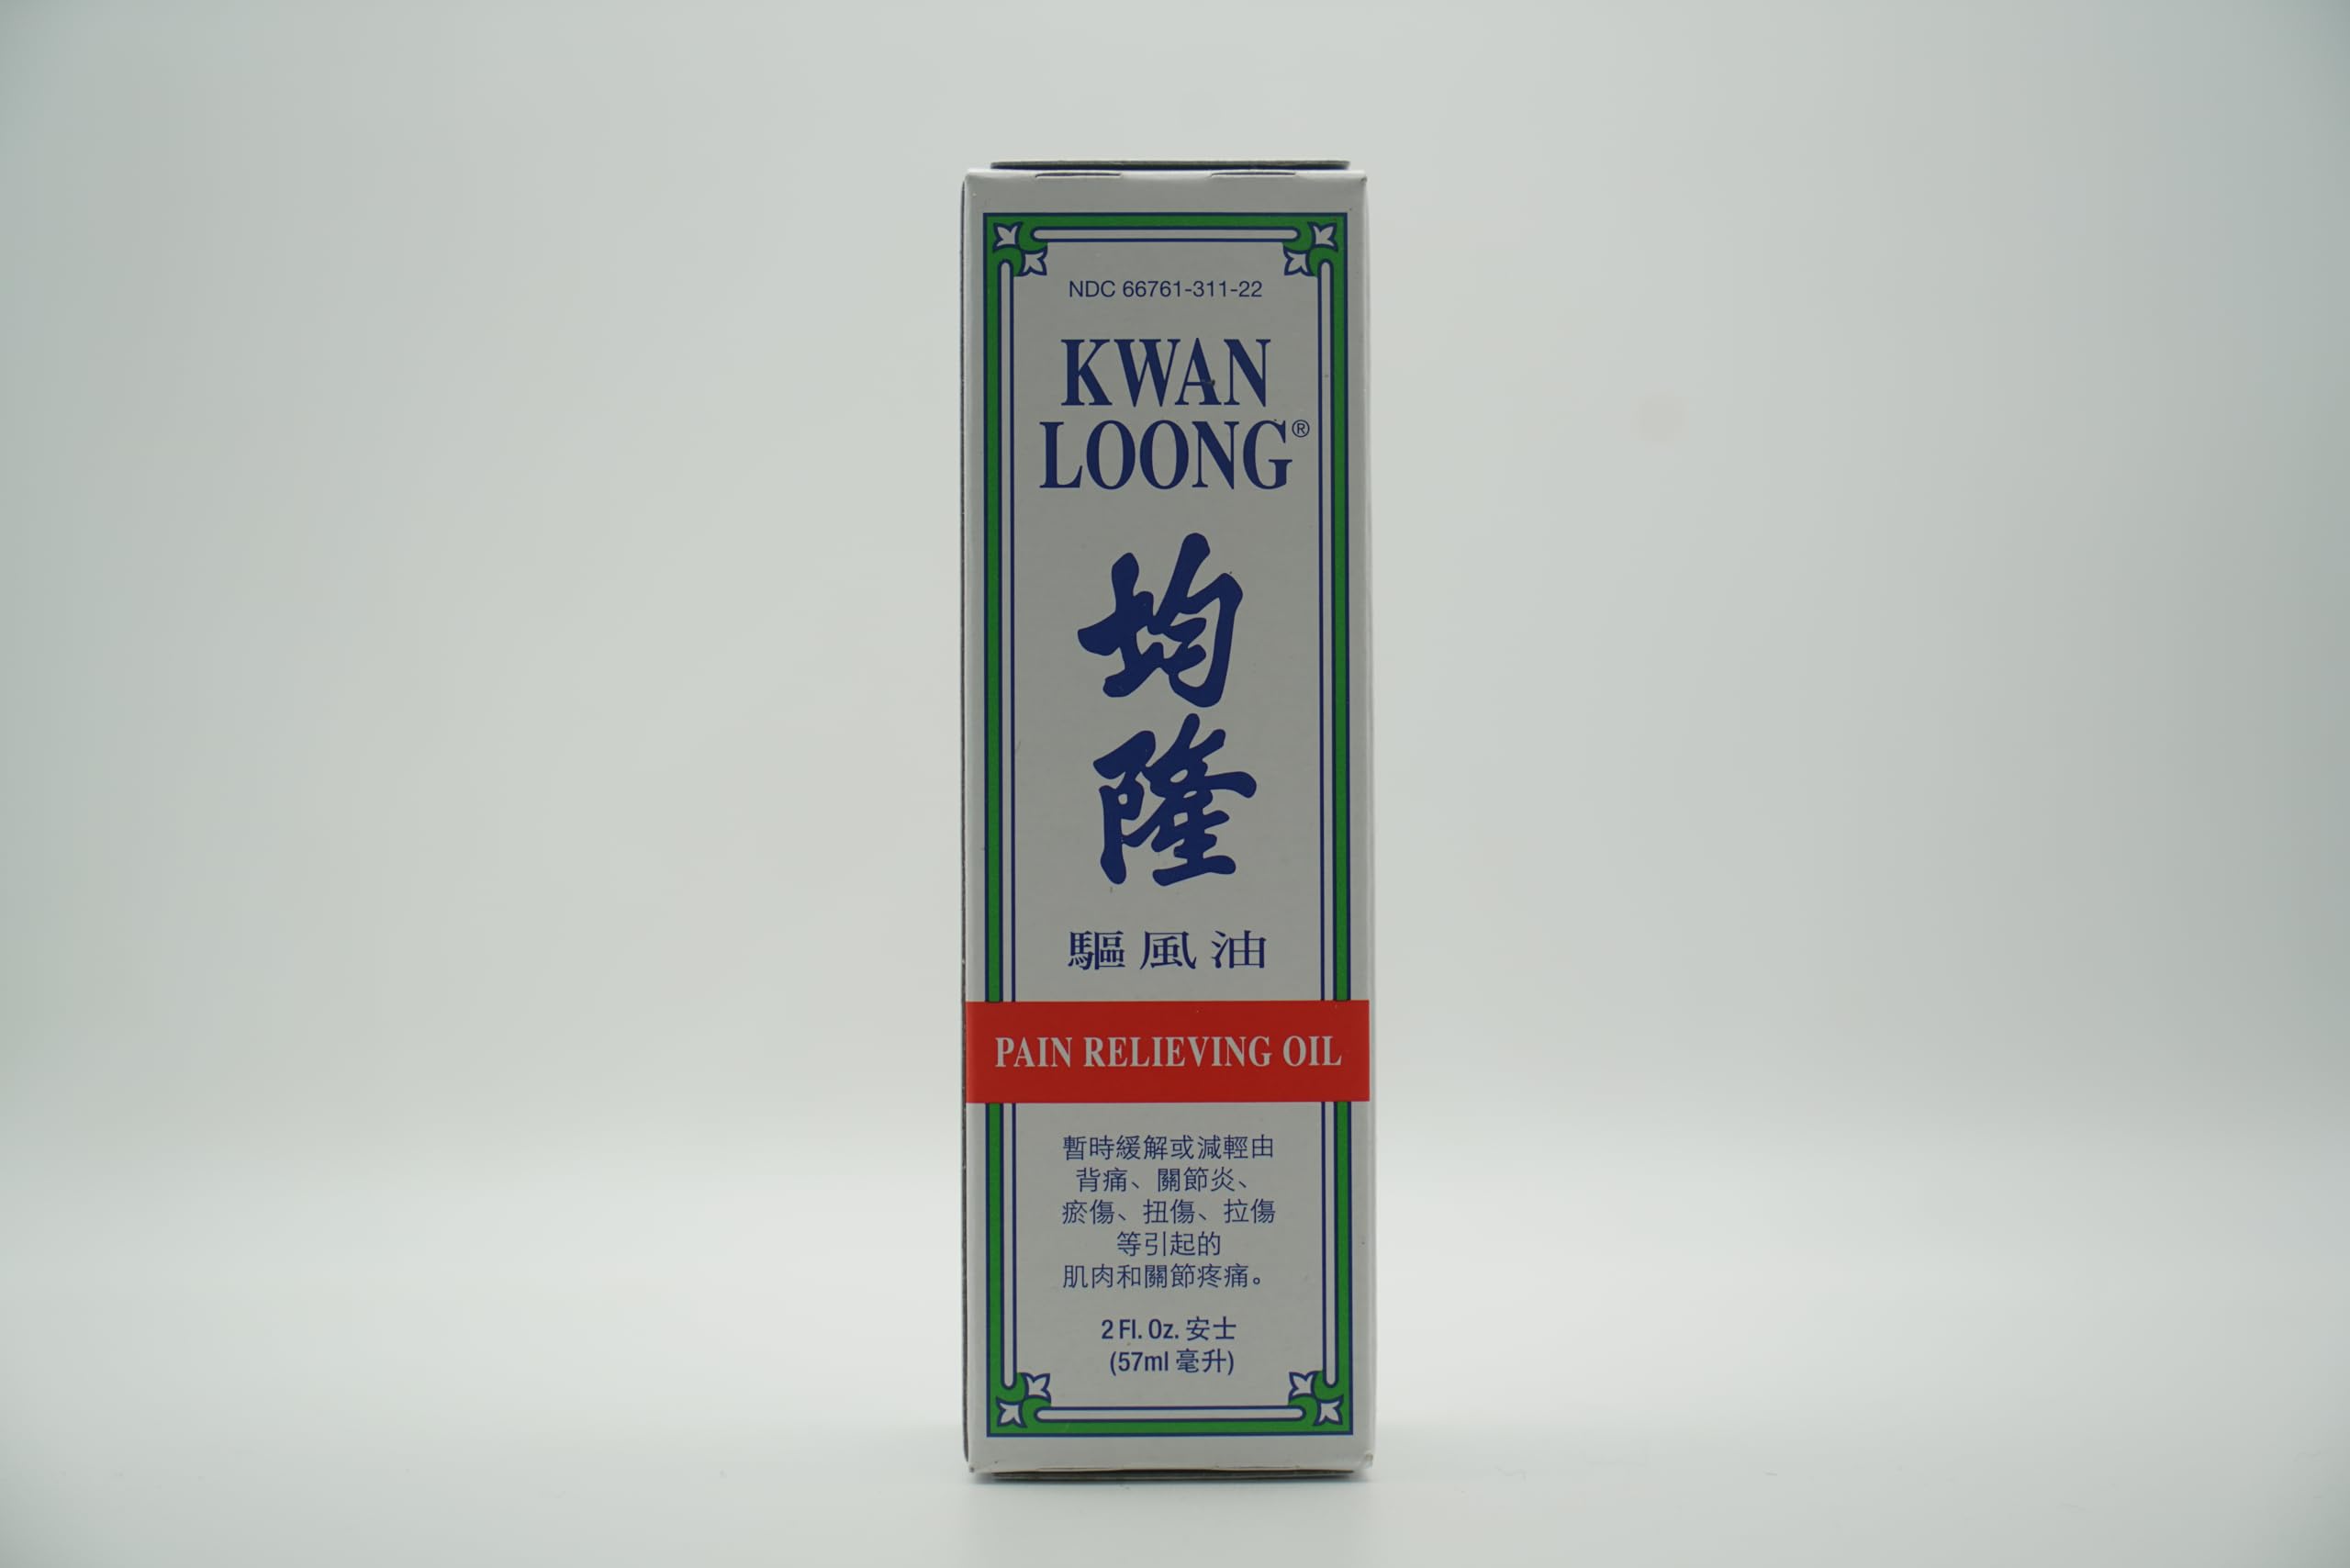 NDC 66761-311-22
KWAN
LOONG®
均
隆
驅風油
PAIN RELIEVING OIL
暫時緩解或減輕由
背痛、關節炎、
瘀傷、扭傷、拉傷
等引起的
肌肉和關節疼痛。
2 Fl. Oz. 安士
(57ml 毫升)